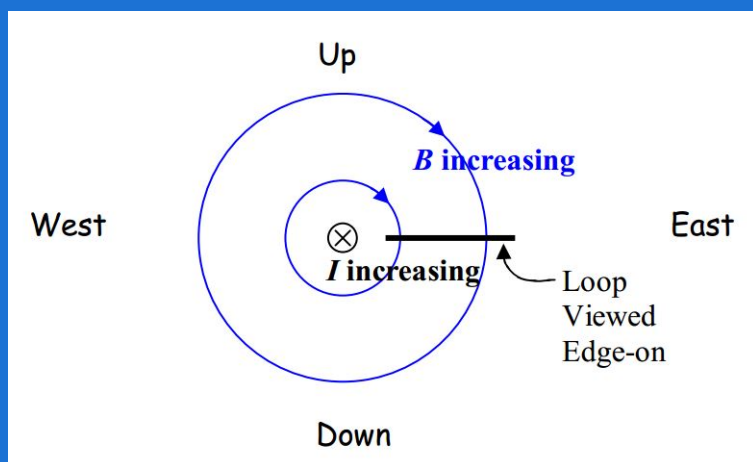 Up
B increasing
West
East
I increasing
Loop
Viewed
Edge-on
Down